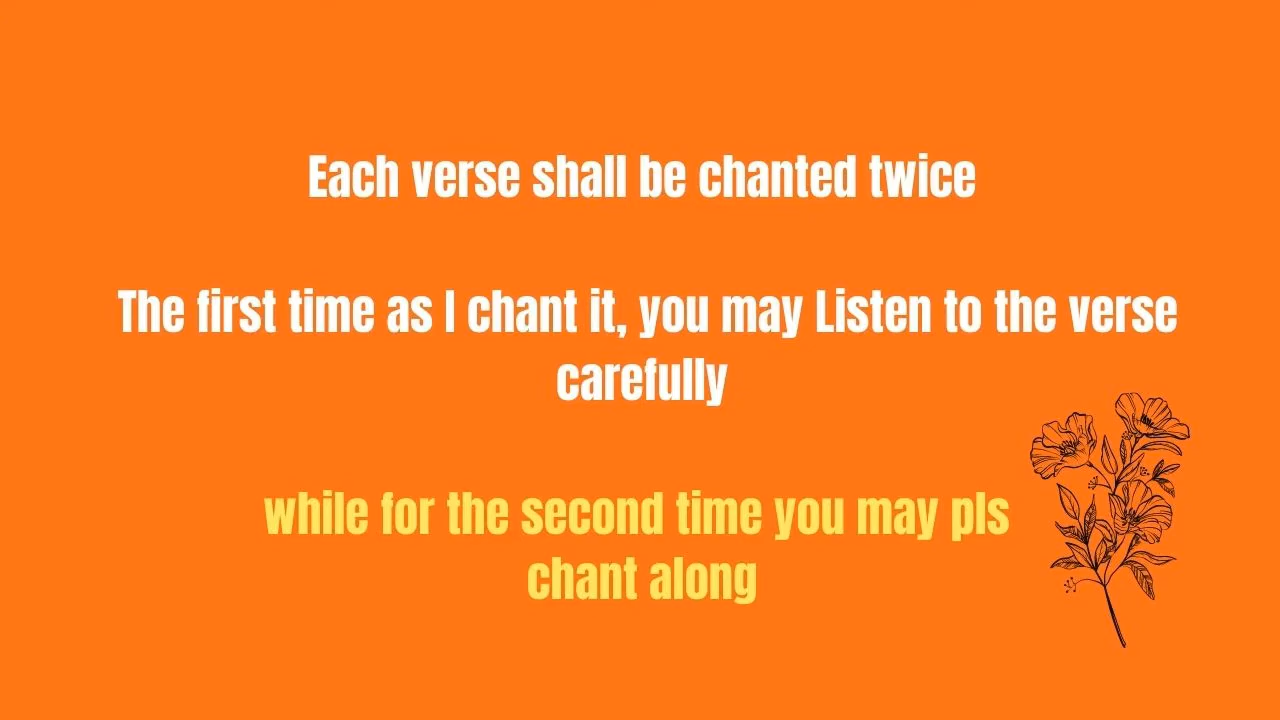 Each verse shall be chanted twice
The first time as I chant it, you may Listen to the verse
carefully
while for the second time you may pls
chant along